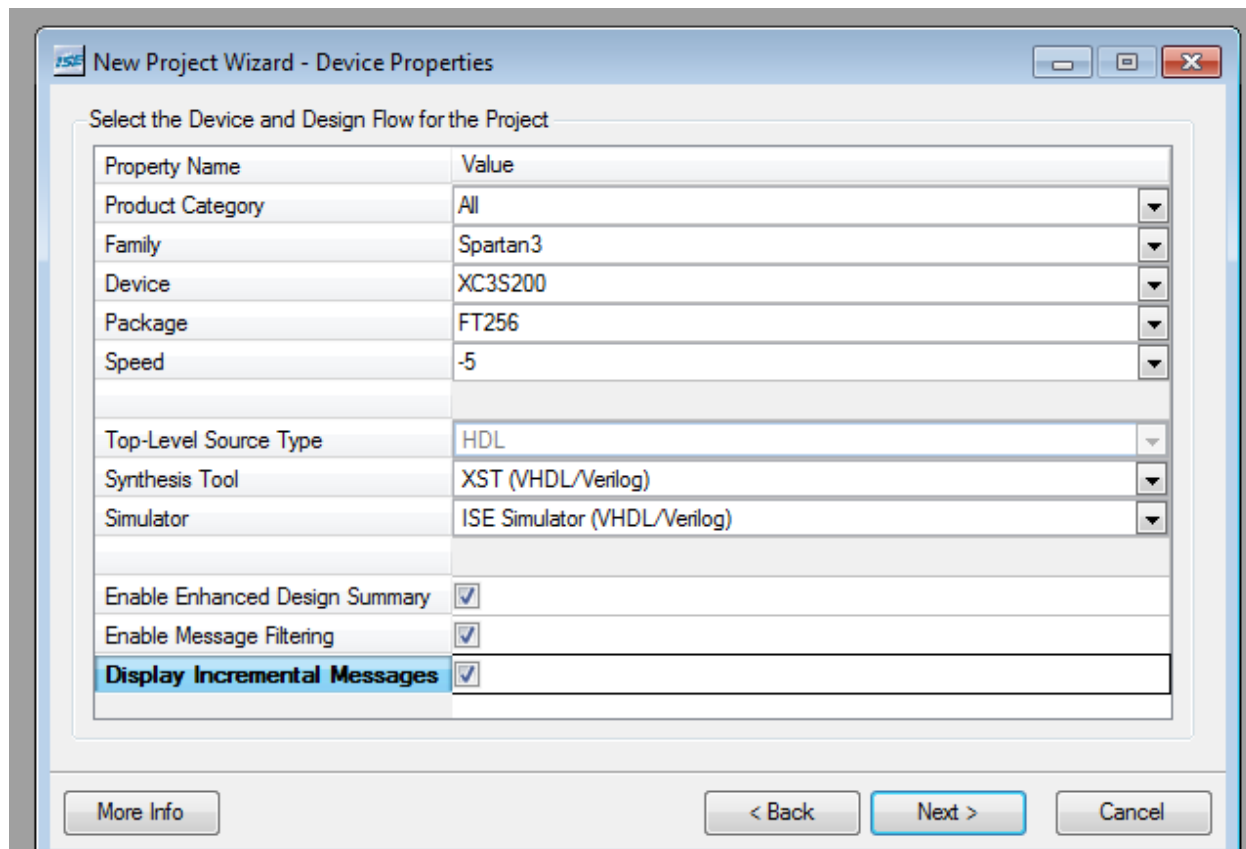 ISE New Project Wizard - Device Properties
Select the Device and Design Flow for the Project
Property Name Value
Product Category All
Family Spartan3
Device XC3S200
Package FT256
Speed -5
Top-Level Source Type HDL
Synthesis Tool XST (VHDL/Verilog)
Simulator ISE Simulator (VHDL/Verilog)
Enable Enhanced Design Summary
Enable Message Filtering
Display Incremental Messages
More Info < Back Next > Cancel